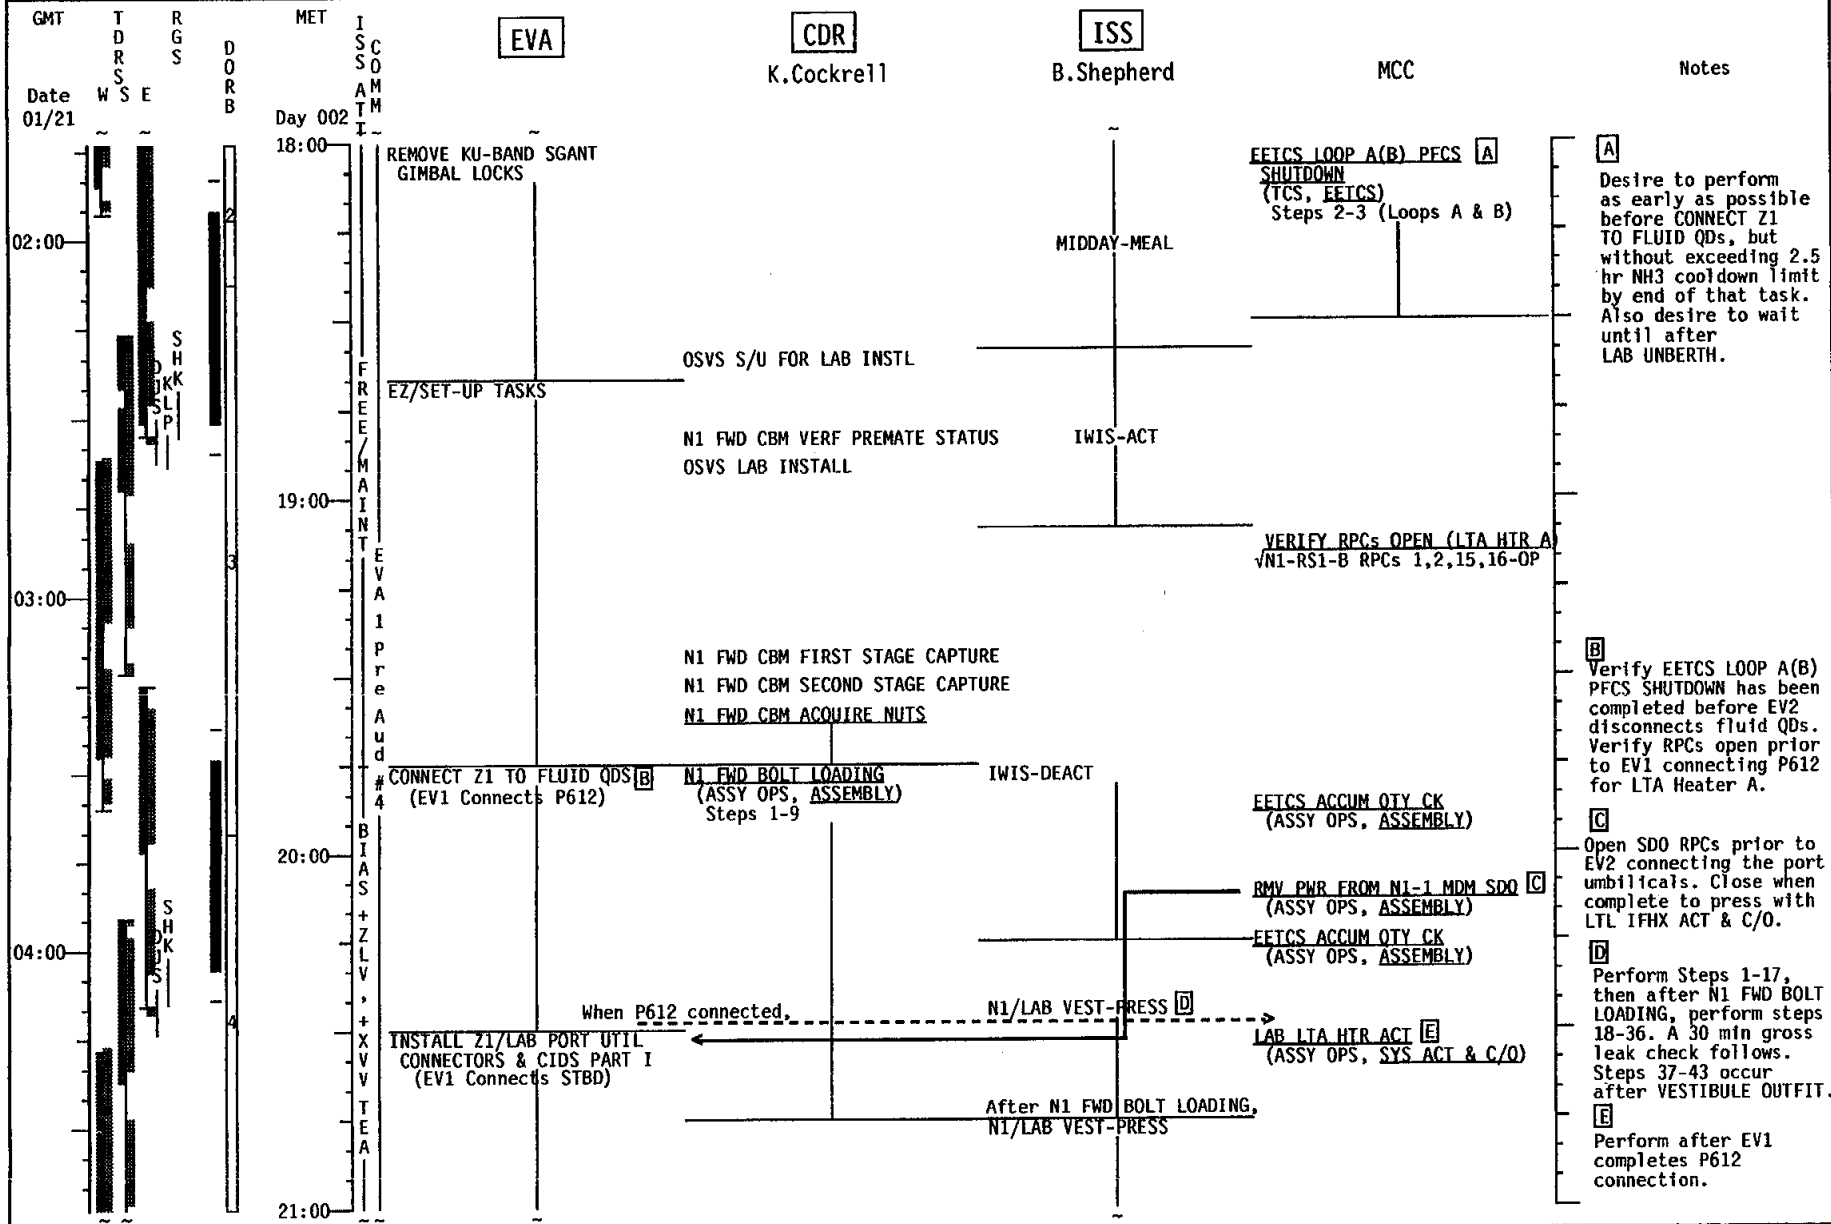 GMT
TDRS
RGS
DORB
MET
ISS ATT
COMM
EVA
CDR
ISS
K.Cockrell
B.Shepherd
MCC
Notes
Date
W S E
01/21
Day 002
18:00
REMOVE KU-BAND SGANT
GIMBAL LOCKS
EETCS LOOP A(B) PFCS A
SHUTDOWN
(TCS, EETCS)
Steps 2-3 (Loops A & B)
A
Desire to perform
as early as possible
before CONNECT Z1
TO FLUID QDs, but
without exceeding 2.5
hr NH3 cooldown limit
by end of that task.
Also desire to wait
until after
LAB UNBERTH.
2
02:00
MIDDAY-MEAL
SHK
DUS
KLP
K
FREE/MAINT
OSVS S/U FOR LAB INSTL
EZ/SET-UP TASKS
N1 FWD CBM VERF PREMATE STATUS
IWIS-ACT
OSVS LAB INSTALL
19:00
VERIFY RPCs OPEN (LTA HTR A)
√N1-RS1-B RPCs 1,2,15,16-OP
3
EVA 1 pre Aud #4
03:00
N1 FWD CBM FIRST STAGE CAPTURE
N1 FWD CBM SECOND STAGE CAPTURE
N1 FWD CBM ACQUIRE NUTS
B
Verify EETCS LOOP A(B)
PFCS SHUTDOWN has been
completed before EV2
disconnects fluid QDs.
Verify RPCs open prior
to EV1 connecting P612
for LTA Heater A.
CONNECT Z1 TO FLUID QDS B
(EV1 Connects P612)
N1 FWD BOLT LOADING
(ASSY OPS, ASSEMBLY)
Steps 1-9
IWIS-DEACT
EETCS ACCUM QTY CK
(ASSY OPS, ASSEMBLY)
C
Open SDO RPCs prior to
EV2 connecting the port
umbilicals. Close when
complete to press with
LTL IFHX ACT & C/O.
20:00
BIAS+ZLV,+XVV TEA
RMV PWR FROM N1-1 MDM SDO C
(ASSY OPS, ASSEMBLY)
SHK
DUS
04:00
EETCS ACCUM QTY CK
(ASSY OPS, ASSEMBLY)
D
Perform Steps 1-17,
then after N1 FWD BOLT
LOADING, perform steps
18-36. A 30 min gross
leak check follows.
Steps 37-43 occur
after VESTIBULE OUTFIT.
4
When P612 connected,
N1/LAB VEST-PRESS D
INSTALL Z1/LAB PORT UTIL
CONNECTORS & CIDS PART I
(EV1 Connects STBD)
LAB LTA HTR ACT E
(ASSY OPS, SYS ACT & C/O)
After N1 FWD BOLT LOADING,
N1/LAB VEST-PRESS
E
Perform after EV1
completes P612
connection.
21:00